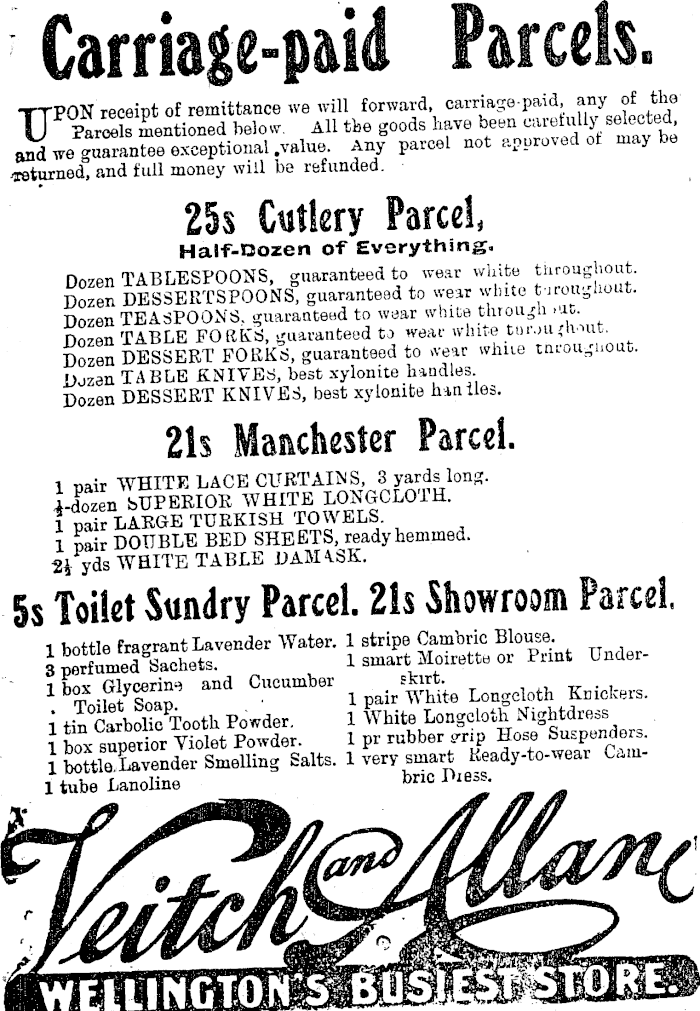 Carriage-paid Parcels.
UPON receipt of remittance we will forward, carriage-paid, any of the
Parcels mentioned below. All the goods have been carefully selected,
and we guarantee exceptional value. Any parcel not approved of may be
returned, and full money will be refunded.
25s Cutlery Parcel,
Half-Dozen of Everything.
Dozen TABLESPOONS, guaranteed to wear white throughout.
Dozen DESSERTSPOONS, guaranteed to wear white throughout.
Dozen TEASPOONS, guaranteed to wear white throughout.
Dozen TABLE FORKS, guaranteed to wear white throughout.
Dozen DESSERT FORKS, guaranteed to wear white throughout.
Dozen TABLE KNIVES, best xylonite handles.
Dozen DESSERT KNIVES, best xylonite handles.
21s Manchester Parcel.
1 pair WHITE LACE CURTAINS, 3 yards long.
½-dozen SUPERIOR WHITE LONGCLOTH.
1 pair LARGE TURKISH TOWELS.
1 pair DOUBLE BED SHEETS, ready hemmed.
2½ yds WHITE TABLE DAMASK.
5s Toilet Sundry Parcel.
1 bottle fragrant Lavender Water.
3 perfumed Sachets.
1 box Glycerine and Cucumber
Toilet Soap.
1 tin Carbolic Tooth Powder.
1 box superior Violet Powder.
1 bottle Lavender Smelling Salts.
1 tube Lanoline
21s Showroom Parcel.
1 stripe Cambric Blouse.
1 smart Moirette or Print Under-
skirt.
1 pair White Longcloth Knickers.
1 White Longcloth Nightdress
1 pr rubber grip Hose Suspenders.
1 very smart Ready-to-wear Cam-
bric Dress.
Veitch and Allan
WELLINGTON'S BUSIEST STORE.